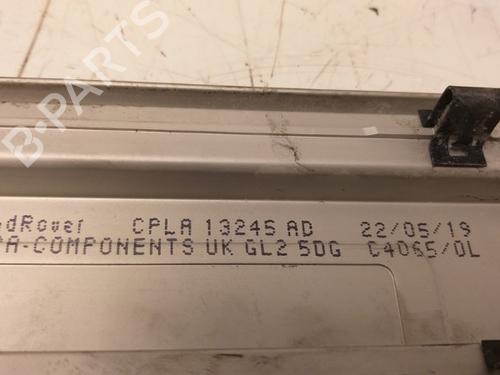 B-PARTS
dRover CPLA 13245 AD 22/05/19
A-COMPONENTS UK GL2 5DG C4065/0L